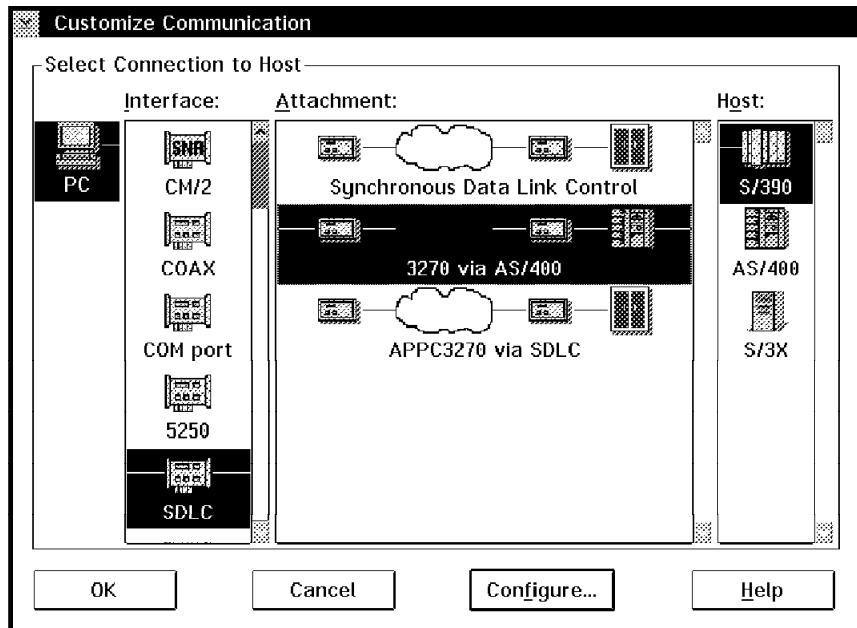 Customize Communication
Select Connection to Host
Interface:
Attachment:
Host:
PC
SNA
CM/2
COAX
COM port
5250
SDLC
Synchronous Data Link Control
3270 via AS/400
APPC3270 via SDLC
S/390
AS/400
S/3X
OK
Cancel
Configure...
Help